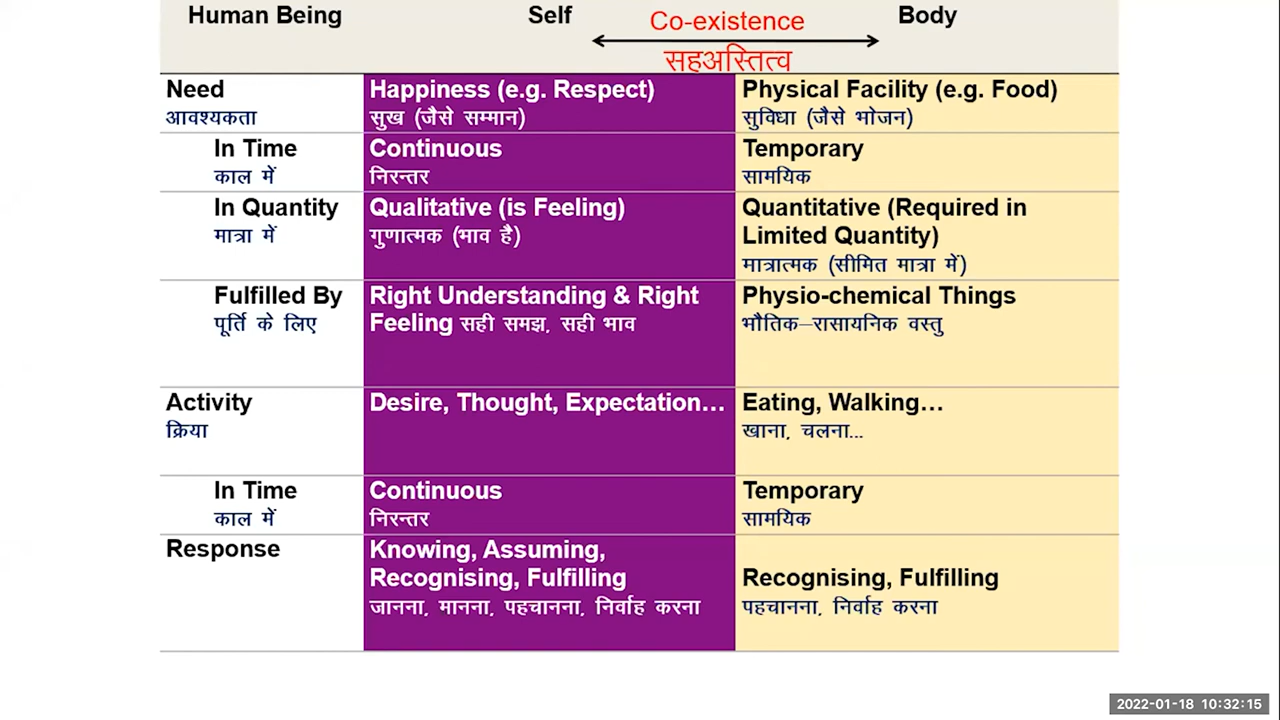 Human Being Self Co-existence Body
सहअस्तित्व
Need Happiness (e.g. Respect) Physical Facility (e.g. Food)
आवश्यकता सुख (जैसे सम्मान) सुविधा (जैसे भोजन)
In Time Continuous Temporary
काल में निरन्तर सामयिक
In Quantity Qualitative (is Feeling) Quantitative (Required in
मात्रा में गुणात्मक (भाव है) Limited Quantity)
मात्रात्मक (सीमित मात्रा में)
Fulfilled By Right Understanding & Right Physio-chemical Things
पूर्ति के लिए Feeling सही समझ, सही भाव भौतिक–रासायनिक वस्तु
Activity Desire, Thought, Expectation… Eating, Walking…
क्रिया खाना, चलना...
In Time Continuous Temporary
काल में निरन्तर सामयिक
Response Knowing, Assuming,
Recognising, Fulfilling Recognising, Fulfilling
जानना, मानना, पहचानना, निर्वाह करना पहचानना, निर्वाह करना
2022-01-18 10:32:15